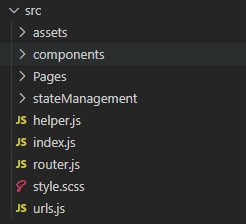 src
assets
components
Pages
stateManagement
JS helper.js
JS index.js
JS router.js
style.scss
JS urls.js